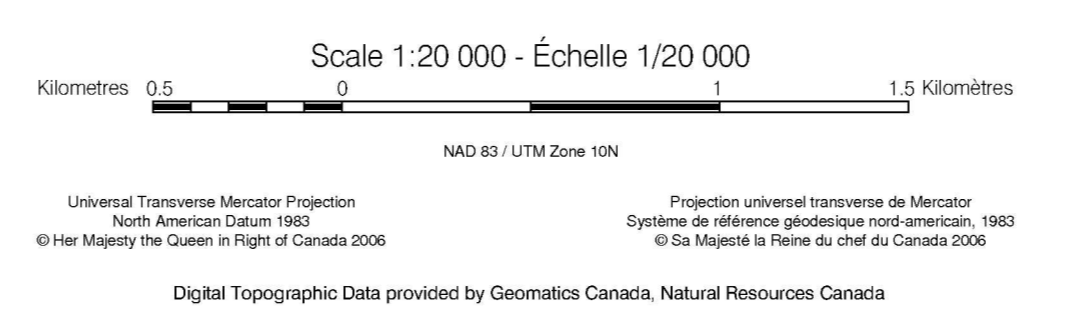 Scale 1:20 000 - Échelle 1/20 000
Kilometres 0.5 0 1 1.5 Kilomètres
NAD 83 / UTM Zone 10N
Universal Transverse Mercator Projection
North American Datum 1983
© Her Majesty the Queen in Right of Canada 2006
Projection universel transverse de Mercator
Système de référence géodesique nord-americain, 1983
© Sa Majesté la Reine du chef du Canada 2006
Digital Topographic Data provided by Geomatics Canada, Natural Resources Canada